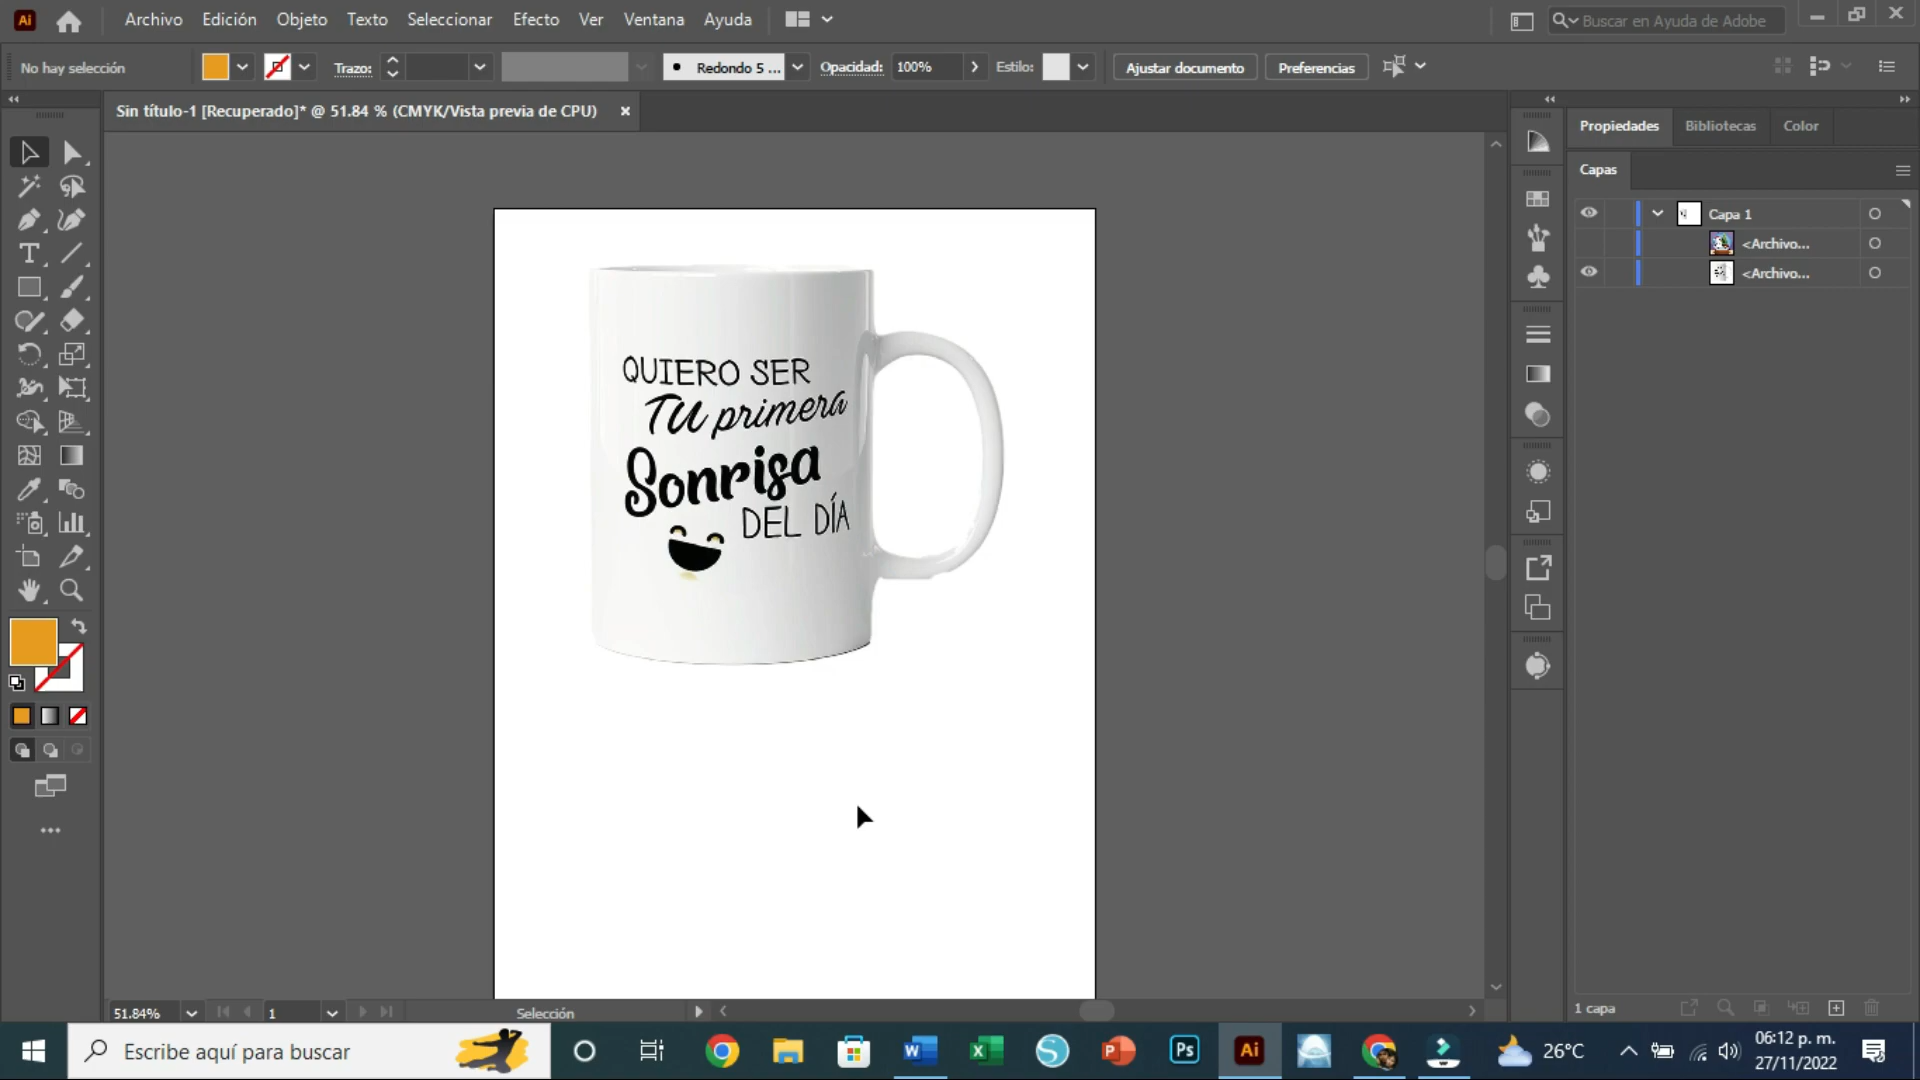 Ai Archivo Edición Objeto Texto Seleccionar Efecto Ver Ventana Ayuda Buscar en Ayuda de Adobe
No hay selección Trazo: Redondo 5 ... Opacidad: 100% Estilo: Ajustar documento Preferencias
Sin título-1 [Recuperado]* @ 51.84 % (CMYK/Vista previa de CPU)
Propiedades Bibliotecas Color
Capas
Capa 1
<Archivo...
<Archivo...
QUIERO SER
TU primera
Sonrisa
DEL DÍA
51.84% 1 Selección
1 capa
Escribe aquí para buscar
Ps Ai
26°C
06:12 p. m.
27/11/2022